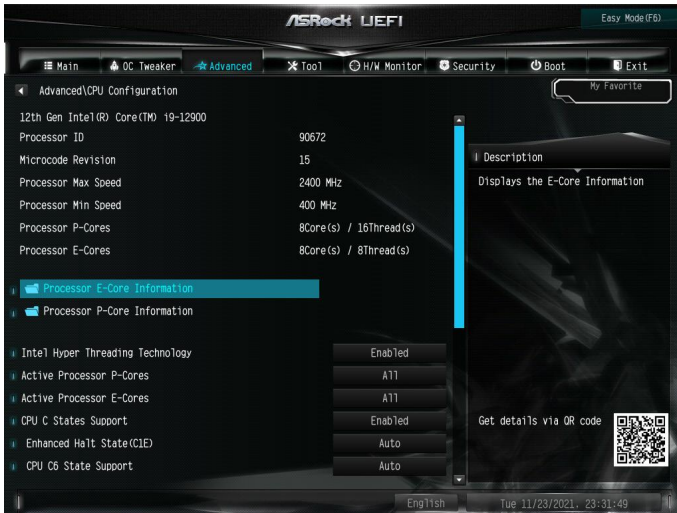 ASRock UEFI
Easy Mode(F6)
Main
OC Tweaker
Advanced
Tool
H/W Monitor
Security
Boot
Exit
Advanced\CPU Configuration
My Favorite
12th Gen Intel(R) Core(TM) i9-12900
Processor ID 90672
Microcode Revision 15
Processor Max Speed 2400 MHz
Processor Min Speed 400 MHz
Processor P-Cores 8Core(s) / 16Thread(s)
Processor E-Cores 8Core(s) / 8Thread(s)
Processor E-Core Information
Processor P-Core Information
Intel Hyper Threading Technology Enabled
Active Processor P-Cores All
Active Processor E-Cores All
CPU C States Support Enabled
Enhanced Halt State(C1E) Auto
CPU C6 State Support Auto
Description
Displays the E-Core Information
Get details via QR code
English
Tue 11/23/2021. 23:31:49